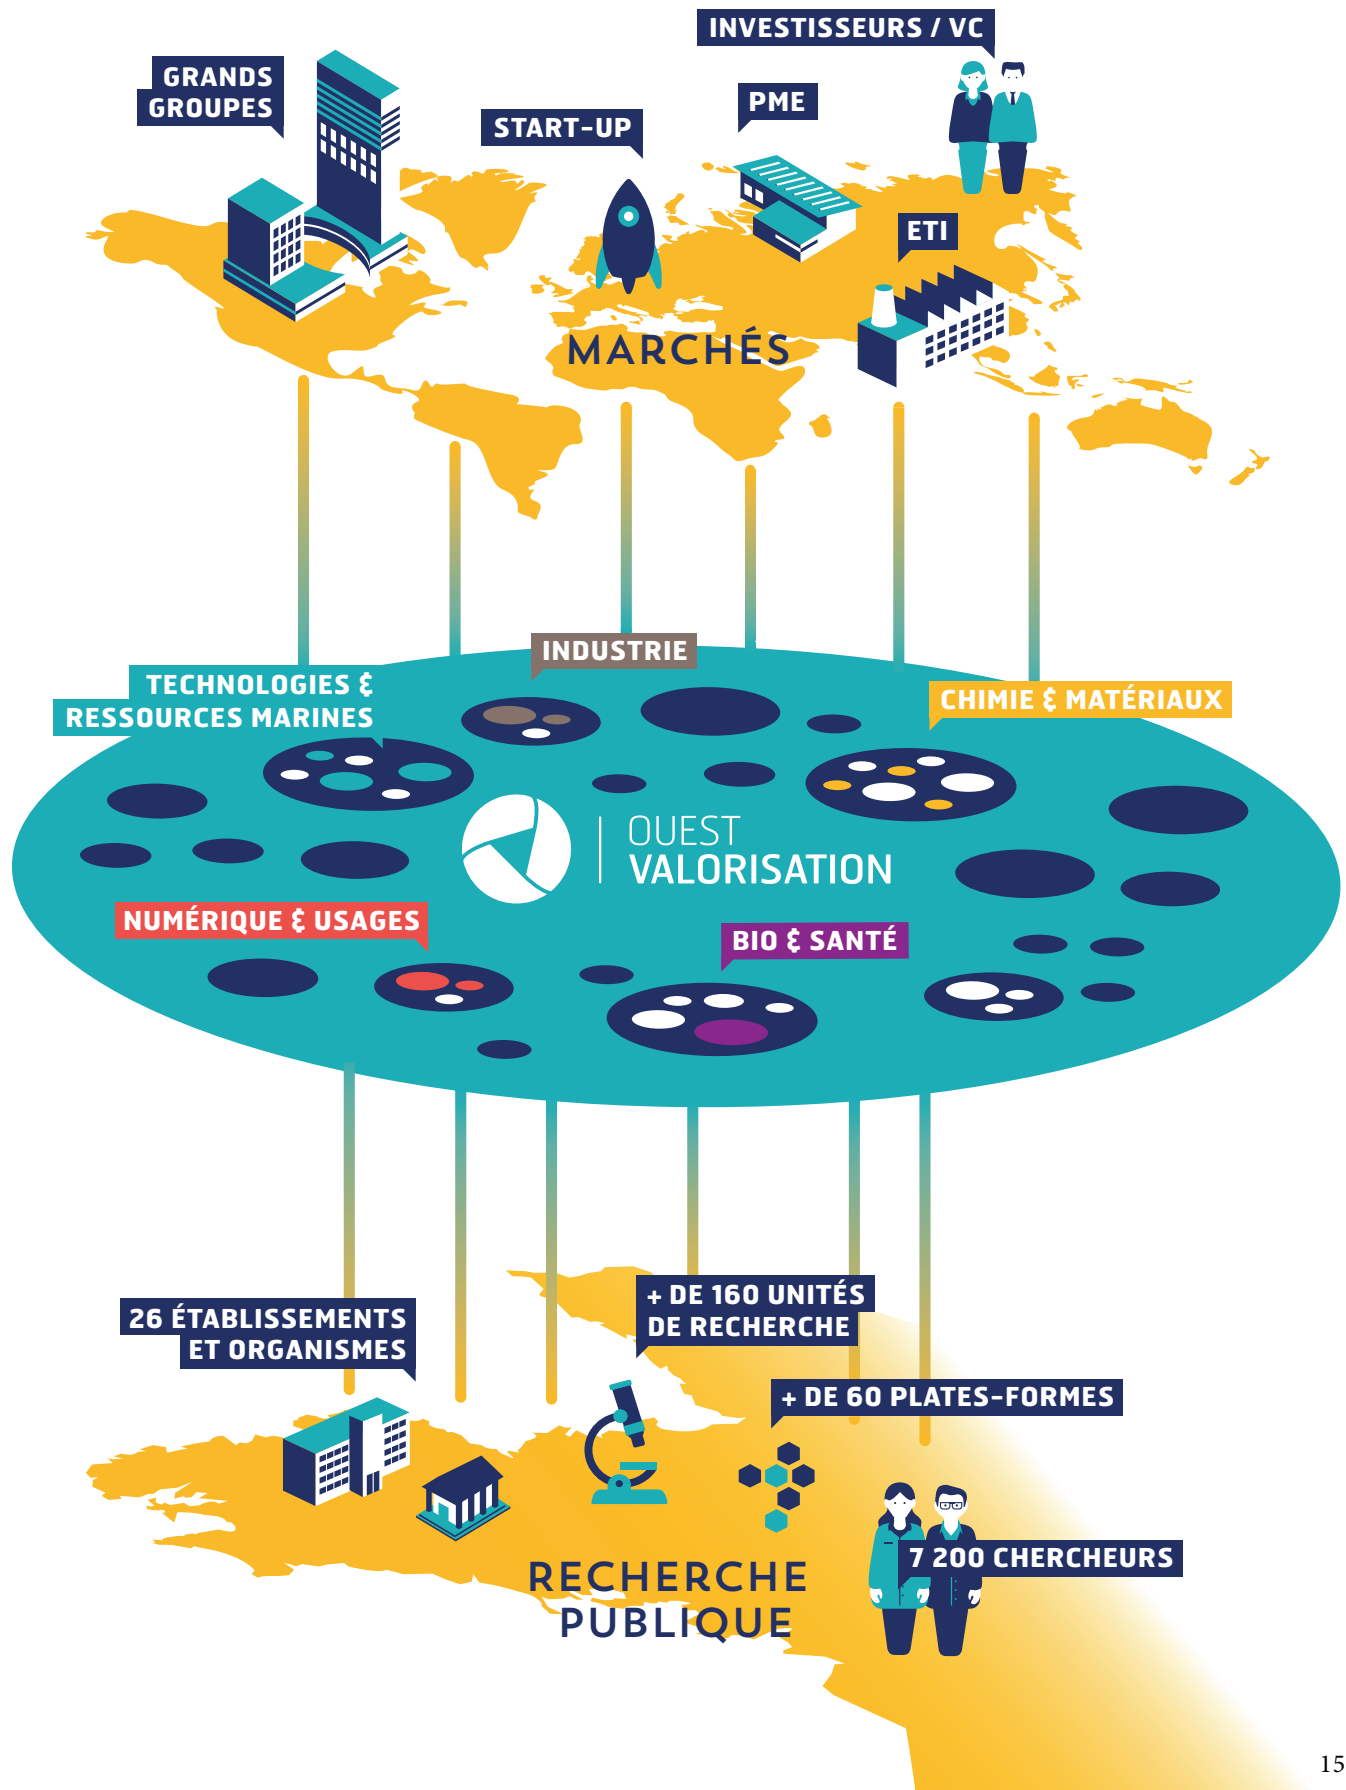 INVESTISSEURS / VC
GRANDS
GROUPES
PME
START-UP
ETI
MARCHÉS
INDUSTRIE
TECHNOLOGIES &
RESSOURCES MARINES
CHIMIE & MATÉRIAUX
OUEST
VALORISATION
NUMÉRIQUE & USAGES
BIO & SANTÉ
+ DE 160 UNITÉS
DE RECHERCHE
26 ÉTABLISSEMENTS
ET ORGANISMES
+ DE 60 PLATES-FORMES
7 200 CHERCHEURS
RECHERCHE
PUBLIQUE
15